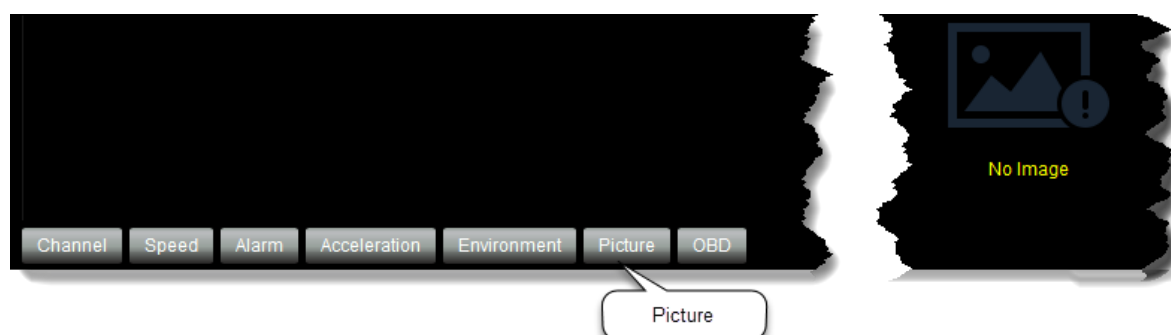 No Image
Channel Speed Alarm Acceleration Environment Picture OBD
Picture